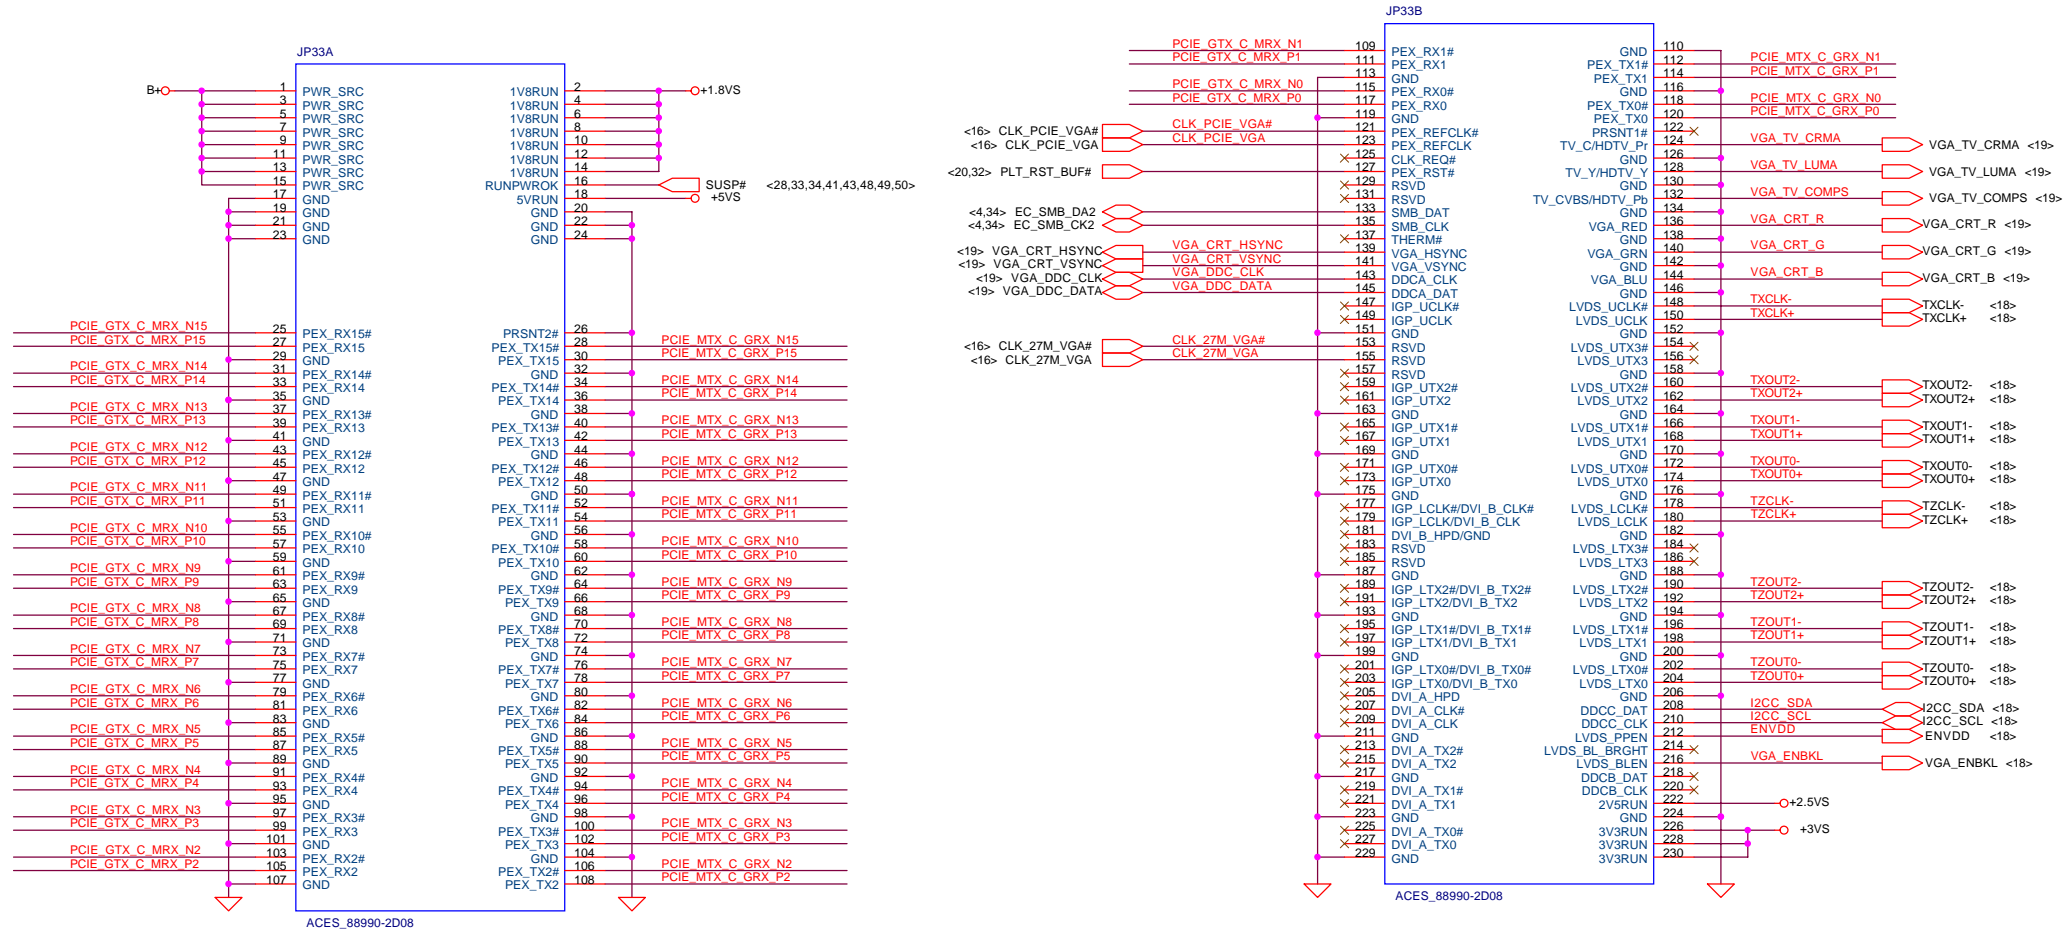 JP33A
B+ 1 PWR_SRC 1V8RUN 2 +1.8VS
3 PWR_SRC 1V8RUN 4
5 PWR_SRC 1V8RUN 6
7 PWR_SRC 1V8RUN 8
9 PWR_SRC 1V8RUN 10
11 PWR_SRC 1V8RUN 12
13 PWR_SRC 1V8RUN 14
15 PWR_SRC RUNPWROK 16 SUSP# <28,33,34,41,43,48,49,50>
17 GND 5VRUN 18 +5VS
19 GND GND 20
21 GND GND 22
23 GND GND 24
PCIE_GTX_C_MRX_N15 25 PEX_RX15# PRSNT2# 26
PCIE_GTX_C_MRX_P15 27 PEX_RX15 PEX_TX15# 28 PCIE_MTX_C_GRX_N15
29 GND PEX_TX15 30 PCIE_MTX_C_GRX_P15
PCIE_GTX_C_MRX_N14 31 PEX_RX14# GND 32
PCIE_GTX_C_MRX_P14 33 PEX_RX14 PEX_TX14# 34 PCIE_MTX_C_GRX_N14
35 GND PEX_TX14 36 PCIE_MTX_C_GRX_P14
PCIE_GTX_C_MRX_N13 37 PEX_RX13# GND 38
PCIE_GTX_C_MRX_P13 39 PEX_RX13 PEX_TX13# 40 PCIE_MTX_C_GRX_N13
41 GND PEX_TX13 42 PCIE_MTX_C_GRX_P13
PCIE_GTX_C_MRX_N12 43 PEX_RX12# GND 44
PCIE_GTX_C_MRX_P12 45 PEX_RX12 PEX_TX12# 46 PCIE_MTX_C_GRX_N12
47 GND PEX_TX12 48 PCIE_MTX_C_GRX_P12
PCIE_GTX_C_MRX_N11 49 PEX_RX11# GND 50
PCIE_GTX_C_MRX_P11 51 PEX_RX11 PEX_TX11# 52 PCIE_MTX_C_GRX_N11
53 GND PEX_TX11 54 PCIE_MTX_C_GRX_P11
PCIE_GTX_C_MRX_N10 55 PEX_RX10# GND 56
PCIE_GTX_C_MRX_P10 57 PEX_RX10 PEX_TX10# 58 PCIE_MTX_C_GRX_N10
59 GND PEX_TX10 60 PCIE_MTX_C_GRX_P10
PCIE_GTX_C_MRX_N9 61 PEX_RX9# GND 62
PCIE_GTX_C_MRX_P9 63 PEX_RX9 PEX_TX9# 64 PCIE_MTX_C_GRX_N9
65 GND PEX_TX9 66 PCIE_MTX_C_GRX_P9
PCIE_GTX_C_MRX_N8 67 PEX_RX8# GND 68
PCIE_GTX_C_MRX_P8 69 PEX_RX8 PEX_TX8# 70 PCIE_MTX_C_GRX_N8
71 GND PEX_TX8 72 PCIE_MTX_C_GRX_P8
PCIE_GTX_C_MRX_N7 73 PEX_RX7# GND 74
PCIE_GTX_C_MRX_P7 75 PEX_RX7 PEX_TX7# 76 PCIE_MTX_C_GRX_N7
77 GND PEX_TX7 78 PCIE_MTX_C_GRX_P7
PCIE_GTX_C_MRX_N6 79 PEX_RX6# GND 80
PCIE_GTX_C_MRX_P6 81 PEX_RX6 PEX_TX6# 82 PCIE_MTX_C_GRX_N6
83 GND PEX_TX6 84 PCIE_MTX_C_GRX_P6
PCIE_GTX_C_MRX_N5 85 PEX_RX5# GND 86
PCIE_GTX_C_MRX_P5 87 PEX_RX5 PEX_TX5# 88 PCIE_MTX_C_GRX_N5
89 GND PEX_TX5 90 PCIE_MTX_C_GRX_P5
PCIE_GTX_C_MRX_N4 91 PEX_RX4# GND 92
PCIE_GTX_C_MRX_P4 93 PEX_RX4 PEX_TX4# 94 PCIE_MTX_C_GRX_N4
95 GND PEX_TX4 96 PCIE_MTX_C_GRX_P4
PCIE_GTX_C_MRX_N3 97 PEX_RX3# GND 98
PCIE_GTX_C_MRX_P3 99 PEX_RX3 PEX_TX3# 100 PCIE_MTX_C_GRX_N3
101 GND PEX_TX3 102 PCIE_MTX_C_GRX_P3
PCIE_GTX_C_MRX_N2 103 PEX_RX2# GND 104
PCIE_GTX_C_MRX_P2 105 PEX_RX2 PEX_TX2# 106 PCIE_MTX_C_GRX_N2
107 GND PEX_TX2 108 PCIE_MTX_C_GRX_P2
ACES_88990-2D08
JP33B
PCIE_GTX_C_MRX_N1 109 PEX_RX1# GND 110
PCIE_GTX_C_MRX_P1 111 PEX_RX1 PEX_TX1# 112 PCIE_MTX_C_GRX_N1
113 GND PEX_TX1 114 PCIE_MTX_C_GRX_P1
PCIE_GTX_C_MRX_N0 115 PEX_RX0# GND 116
PCIE_GTX_C_MRX_P0 117 PEX_RX0 PEX_TX0# 118 PCIE_MTX_C_GRX_N0
119 GND PEX_TX0 120 PCIE_MTX_C_GRX_P0
<16> CLK_PCIE_VGA# CLK_PCIE_VGA# 121 PEX_REFCLK# PRSNT1# 122
<16> CLK_PCIE_VGA CLK_PCIE_VGA 123 PEX_REFCLK TV_C/HDTV_Pr 124 VGA_TV_CRMA VGA_TV_CRMA <19>
125 CLK_REQ# GND 126
<20,32> PLT_RST_BUF# 127 PEX_RST# TV_Y/HDTV_Y 128 VGA_TV_LUMA VGA_TV_LUMA <19>
129 RSVD GND 130
131 RSVD TV_CVBS/HDTV_Pb 132 VGA_TV_COMPS VGA_TV_COMPS <19>
<4,34> EC_SMB_DA2 133 SMB_DAT GND 134
<4,34> EC_SMB_CK2 135 SMB_CLK VGA_RED 136 VGA_CRT_R VGA_CRT_R <19>
137 THERM# GND 138
<19> VGA_CRT_HSYNC VGA_CRT_HSYNC 139 VGA_HSYNC VGA_GRN 140 VGA_CRT_G VGA_CRT_G <19>
<19> VGA_CRT_VSYNC VGA_CRT_VSYNC 141 VGA_VSYNC GND 142
<19> VGA_DDC_CLK VGA_DDC_CLK 143 DDCA_CLK VGA_BLU 144 VGA_CRT_B VGA_CRT_B <19>
<19> VGA_DDC_DATA VGA_DDC_DATA 145 DDCA_DAT GND 146
147 IGP_UCLK# LVDS_UCLK# 148 TXCLK- TXCLK- <18>
149 IGP_UCLK LVDS_UCLK 150 TXCLK+ TXCLK+ <18>
151 GND GND 152
<16> CLK_27M_VGA# CLK_27M_VGA# 153 RSVD LVDS_UTX3# 154
<16> CLK_27M_VGA CLK_27M_VGA 155 RSVD LVDS_UTX3 156
157 RSVD GND 158
159 IGP_UTX2# LVDS_UTX2# 160 TXOUT2- TXOUT2- <18>
161 IGP_UTX2 LVDS_UTX2 162 TXOUT2+ TXOUT2+ <18>
163 GND GND 164
165 IGP_UTX1# LVDS_UTX1# 166 TXOUT1- TXOUT1- <18>
167 IGP_UTX1 LVDS_UTX1 168 TXOUT1+ TXOUT1+ <18>
169 GND GND 170
171 IGP_UTX0# LVDS_UTX0# 172 TXOUT0- TXOUT0- <18>
173 IGP_UTX0 LVDS_UTX0 174 TXOUT0+ TXOUT0+ <18>
175 GND GND 176
177 IGP_LCLK#/DVI_B_CLK# LVDS_LCLK# 178 TZCLK- TZCLK- <18>
179 IGP_LCLK/DVI_B_CLK LVDS_LCLK 180 TZCLK+ TZCLK+ <18>
181 DVI_B_HPD/GND GND 182
183 RSVD LVDS_LTX3# 184
185 RSVD LVDS_LTX3 186
187 GND GND 188
189 IGP_LTX2#/DVI_B_TX2# LVDS_LTX2# 190 TZOUT2- TZOUT2- <18>
191 IGP_LTX2/DVI_B_TX2 LVDS_LTX2 192 TZOUT2+ TZOUT2+ <18>
193 GND GND 194
195 IGP_LTX1#/DVI_B_TX1# LVDS_LTX1# 196 TZOUT1- TZOUT1- <18>
197 IGP_LTX1/DVI_B_TX1 LVDS_LTX1 198 TZOUT1+ TZOUT1+ <18>
199 GND GND 200
201 IGP_LTX0#/DVI_B_TX0# LVDS_LTX0# 202 TZOUT0- TZOUT0- <18>
203 IGP_LTX0/DVI_B_TX0 LVDS_LTX0 204 TZOUT0+ TZOUT0+ <18>
205 DVI_A_HPD GND 206
207 DVI_A_CLK# DDCC_DAT 208 I2CC_SDA I2CC_SDA <18>
209 DVI_A_CLK DDCC_CLK 210 I2CC_SCL I2CC_SCL <18>
211 GND LVDS_PPEN 212 ENVDD ENVDD <18>
213 DVI_A_TX2# LVDS_BL_BRGHT 214
215 DVI_A_TX2 LVDS_BLEN 216 VGA_ENBKL VGA_ENBKL <18>
217 GND DDCB_DAT 218
219 DVI_A_TX1# DDCB_CLK 220
221 DVI_A_TX1 2V5RUN 222 +2.5VS
223 GND GND 224
225 DVI_A_TX0# 3V3RUN 226 +3VS
227 DVI_A_TX0 3V3RUN 228
229 GND 3V3RUN 230
ACES_88990-2D08